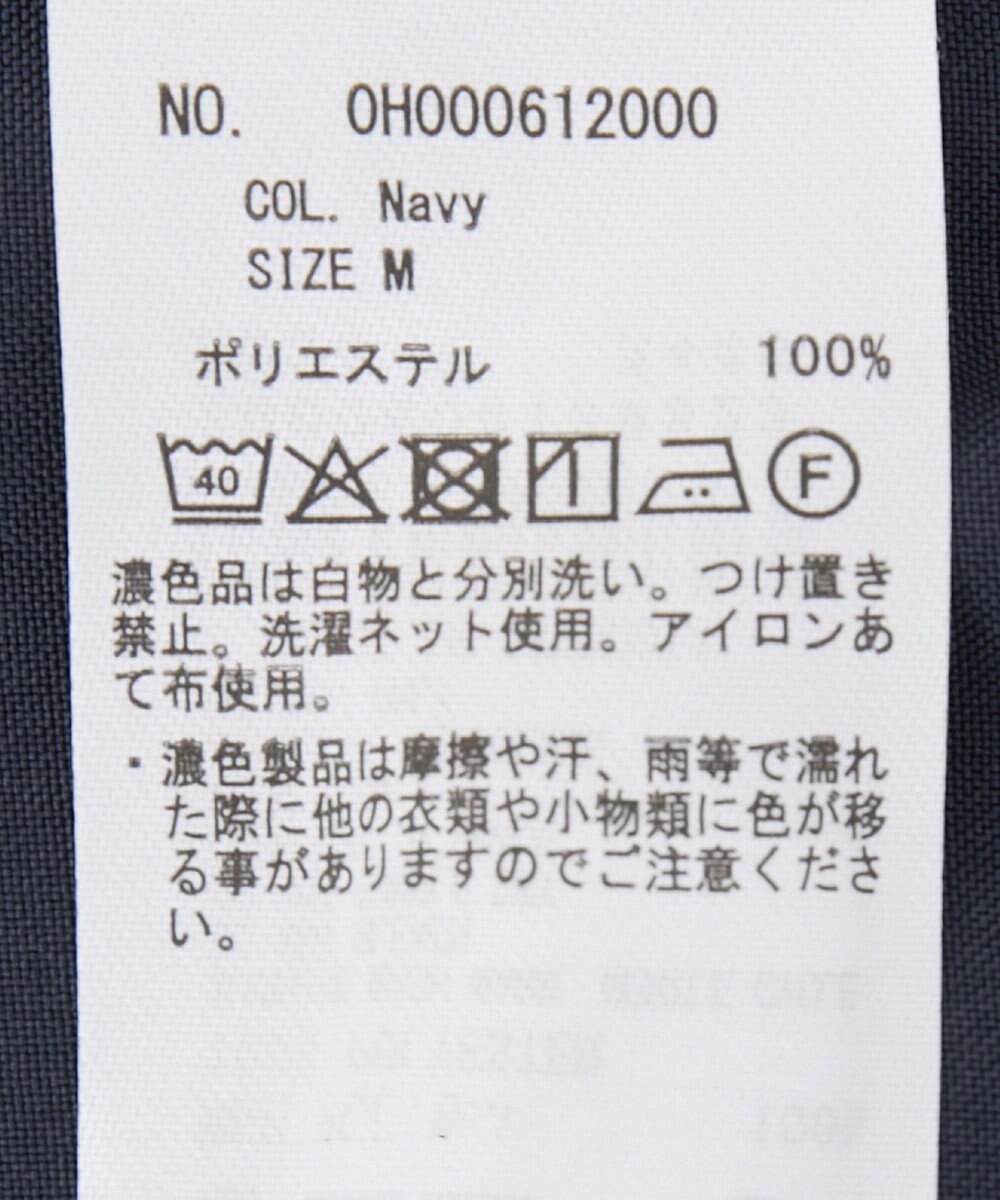 NO. 0H000612000
COL. Navy
SIZE M
ポリエステル 100%
40 F
濃色品は白物と分別洗い。つけ置き
禁止。洗濯ネット使用。アイロンあ
て布使用。
・濃色製品は摩擦や汗、雨等で濡れ
た際に他の衣類や小物類に色が移
る事がありますのでご注意くださ
い。